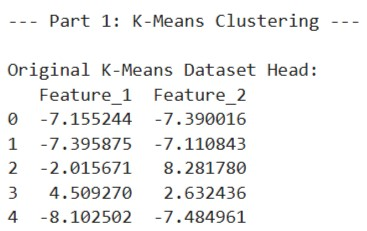 --- Part 1: K-Means Clustering ---
Original K-Means Dataset Head:
   Feature_1  Feature_2
0  -7.155244  -7.390016
1  -7.395875  -7.110843
2  -2.015671   8.281780
3   4.509270   2.632436
4  -8.102502  -7.484961